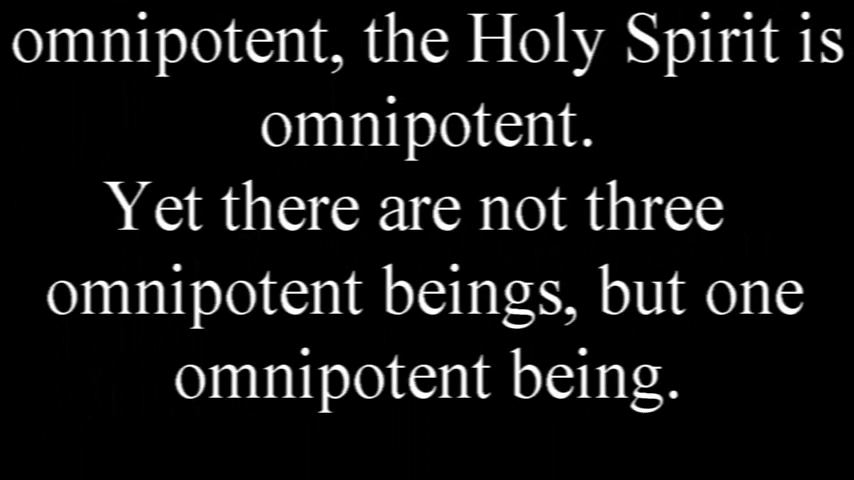 omnipotent, the Holy Spirit is
omnipotent.
Yet there are not three
omnipotent beings, but one
omnipotent being.